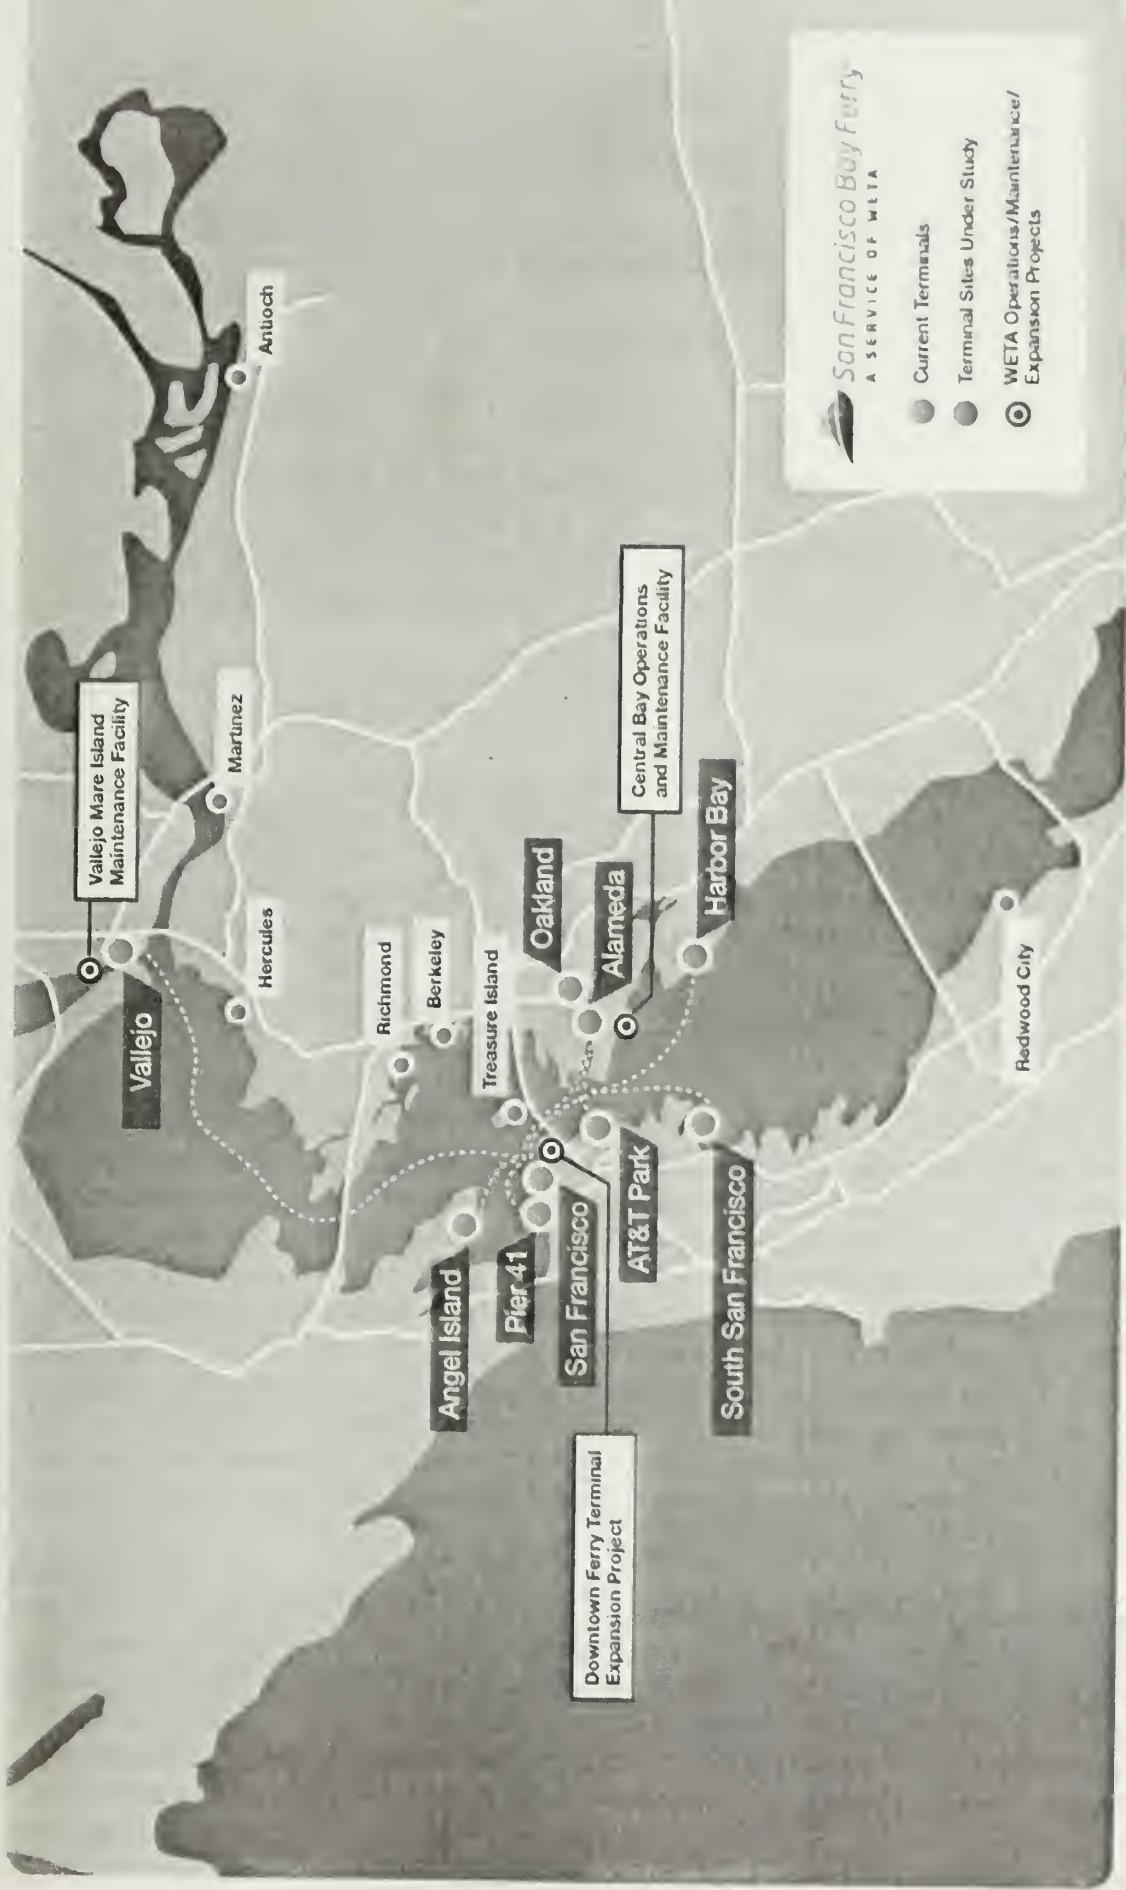 Vallejo Mare Island
Maintenance Facility
Vallejo
Hercules
Martinez
Antioch
Richmond
Berkeley
Treasure Island
Oakland
Alameda
Harbor Bay
Central Bay Operations
and Maintenance Facility
Angel Island
Pier 41
San Francisco
AT&T Park
South San Francisco
Downtown Ferry Terminal
Expansion Project
Redwood City
San Francisco Bay Ferry
A SERVICE OF WETA
Current Terminals
Terminal Sites Under Study
WETA Operations/Maintenance/
Expansion Projects